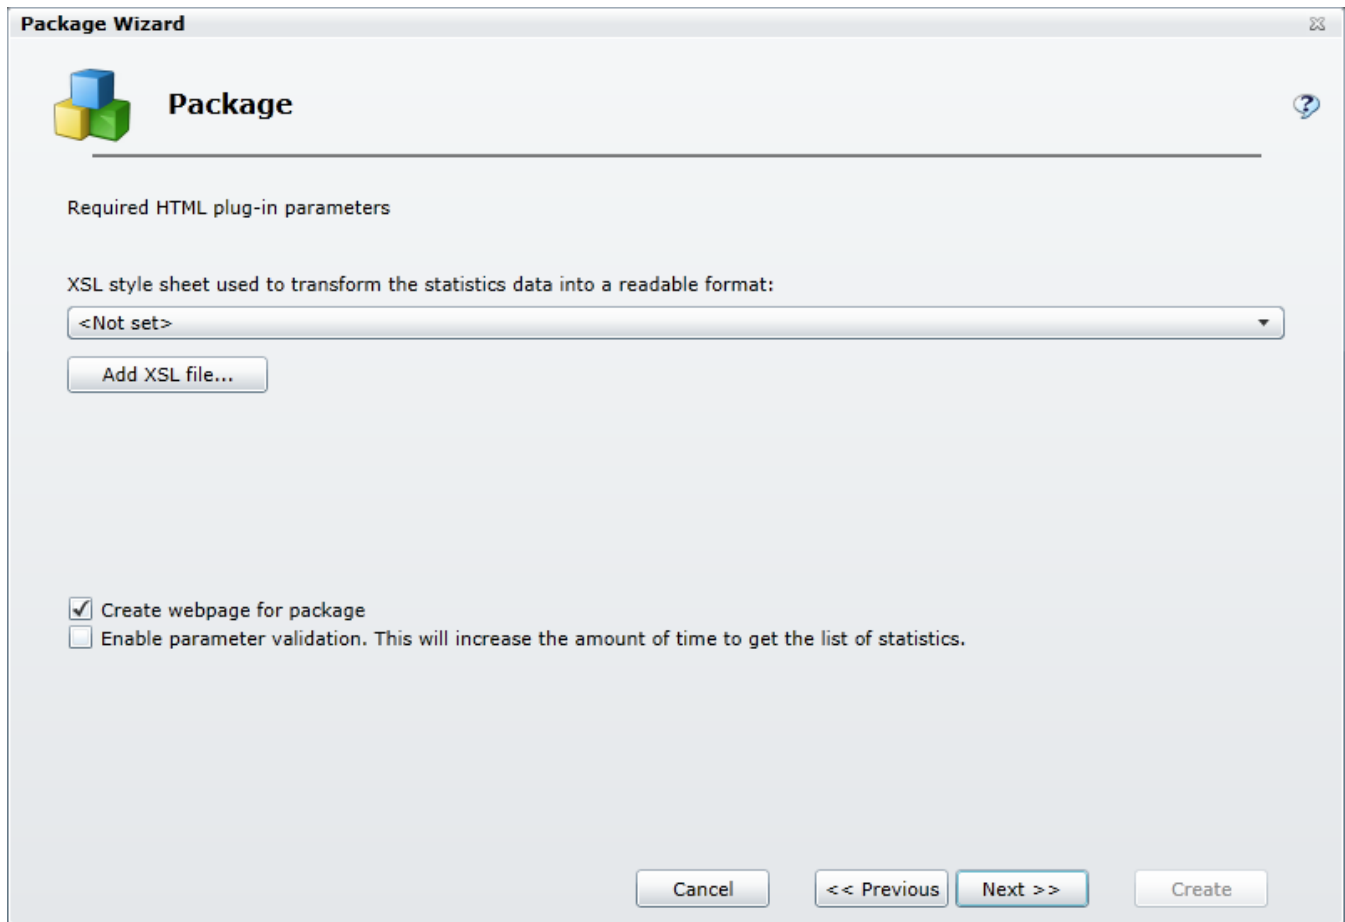 Package Wizard
Package
Required HTML plug-in parameters
XSL style sheet used to transform the statistics data into a readable format:
<Not set>
Add XSL file...
Create webpage for package
Enable parameter validation. This will increase the amount of time to get the list of statistics.
Cancel
<< Previous
Next >>
Create